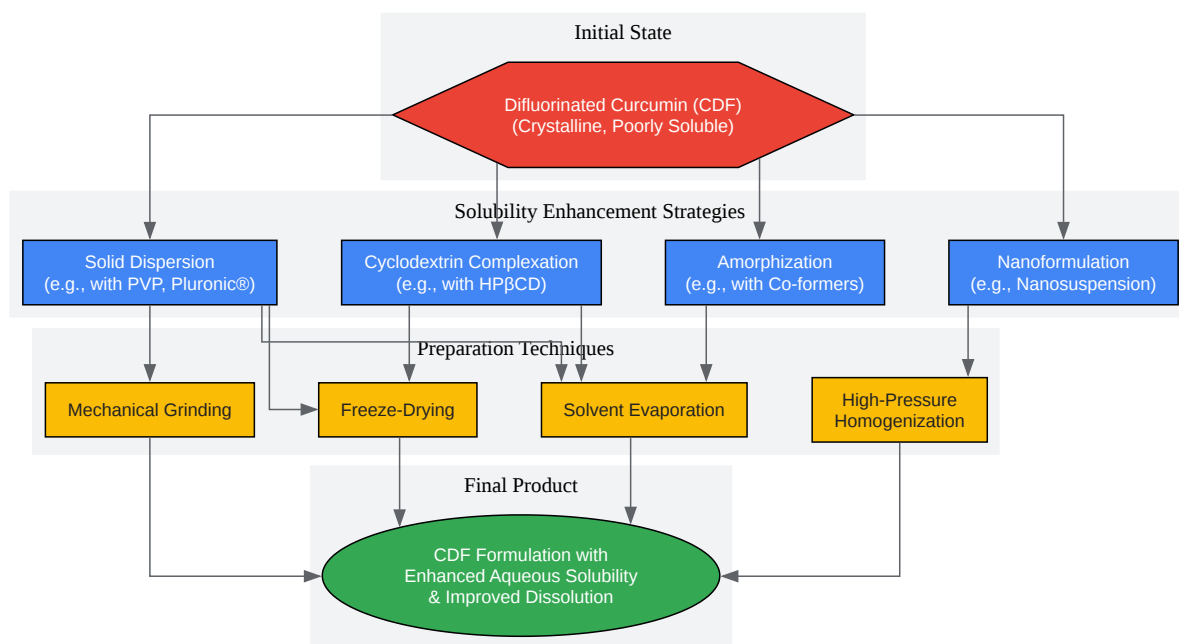 Initial State
Difluorinated Curcumin (CDF)
(Crystalline, Poorly Soluble)
Solubility Enhancement Strategies
Solid Dispersion
(e.g., with PVP, Pluronic®)
Cyclodextrin Complexation
(e.g., with HPβCD)
Amorphization
(e.g., with Co-formers)
Nanoformulation
(e.g., Nanosuspension)
Preparation Techniques
Mechanical Grinding
Freeze-Drying
Solvent Evaporation
High-Pressure
Homogenization
Final Product
CDF Formulation with
Enhanced Aqueous Solubility
& Improved Dissolution